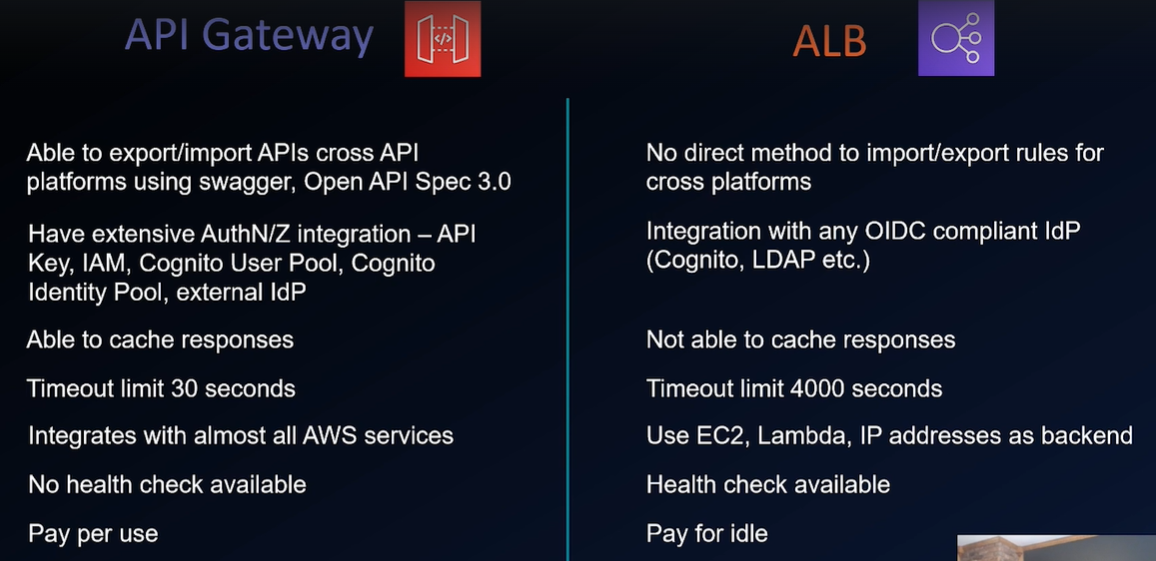 API Gateway
</>
ALB
Able to export/import APIs cross API
platforms using swagger, Open API Spec 3.0
Have extensive AuthN/Z integration – API
Key, IAM, Cognito User Pool, Cognito
Identity Pool, external IdP
Able to cache responses
Timeout limit 30 seconds
Integrates with almost all AWS services
No health check available
Pay per use
No direct method to import/export rules for
cross platforms
Integration with any OIDC compliant IdP
(Cognito, LDAP etc.)
Not able to cache responses
Timeout limit 4000 seconds
Use EC2, Lambda, IP addresses as backend
Health check available
Pay for idle